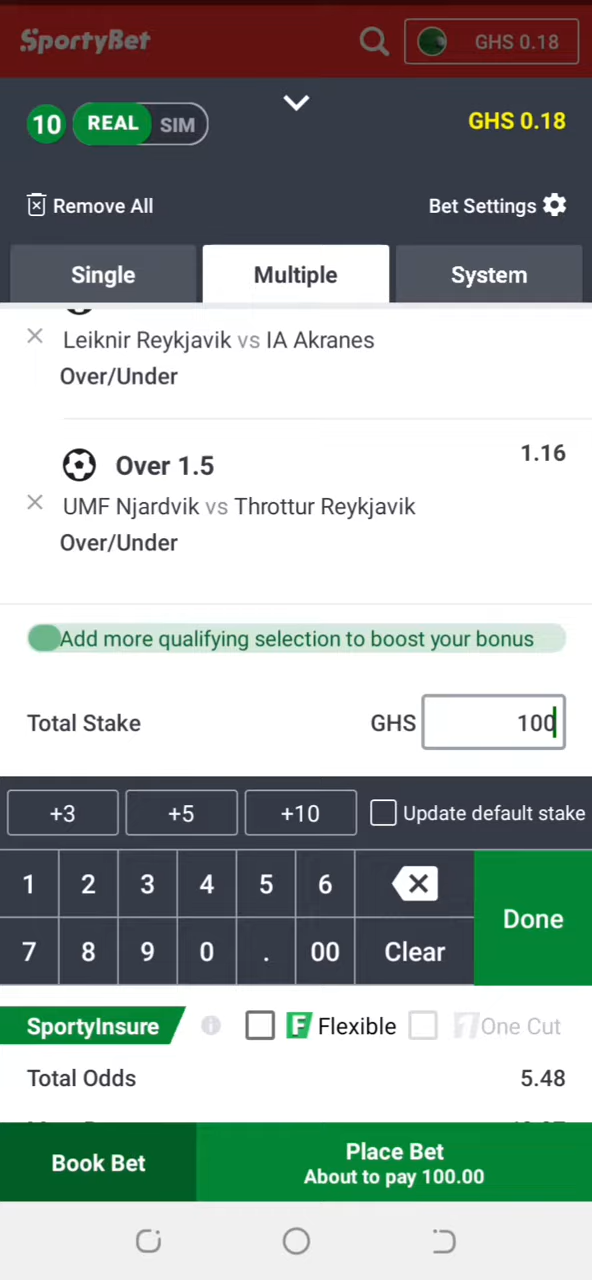 SportyBet
GHS 0.18
10 REAL SIM
GHS 0.18
Remove All
Bet Settings
Single
Multiple
System
Leiknir Reykjavik vs IA Akranes
Over/Under
Over 1.5
1.16
UMF Njardvik vs Throttur Reykjavik
Over/Under
Add more qualifying selection to boost your bonus
Total Stake
GHS
100
+3
+5
+10
Update default stake
1 2 3 4 5 6
Done
7 8 9 0 . 00 Clear
SportyInsure
Flexible
One Cut
Total Odds
5.48
Book Bet
Place Bet
About to pay 100.00